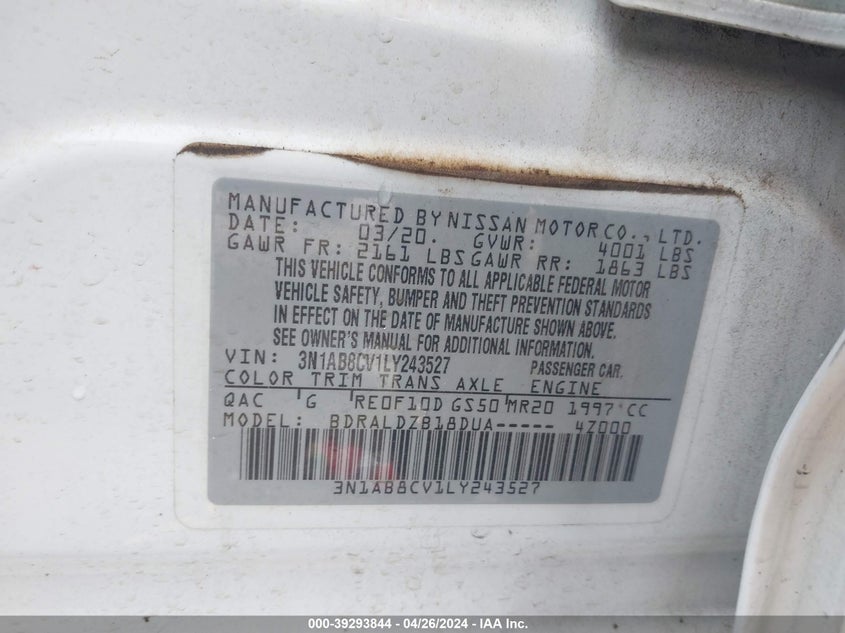 MANUFACTURED BY NISSAN MOTOR CO., LTD.
DATE: 03/20. GVWR: 4001 LBS
GAWR FR: 2161 LBS GAWR RR: 1863 LBS
THIS VEHICLE CONFORMS TO ALL APPLICABLE FEDERAL MOTOR
VEHICLE SAFETY, BUMPER AND THEFT PREVENTION STANDARDS
IN EFFECT ON THE DATE OF MANUFACTURE SHOWN ABOVE.
SEE OWNER'S MANUAL FOR ADDITIONAL INFORMATION.
VIN: 3N1AB8CV1LY243527 PASSENGER CAR.
COLOR TRIM TRANS AXLE ENGINE
QAC G RE0F10D GS50 MR20 1997 CC
MODEL: BDRALDZ818DUA----- 4Z000
3N1AB8CV1LY243527
000-39293844 / 04/26/2024 - IAA Inc.